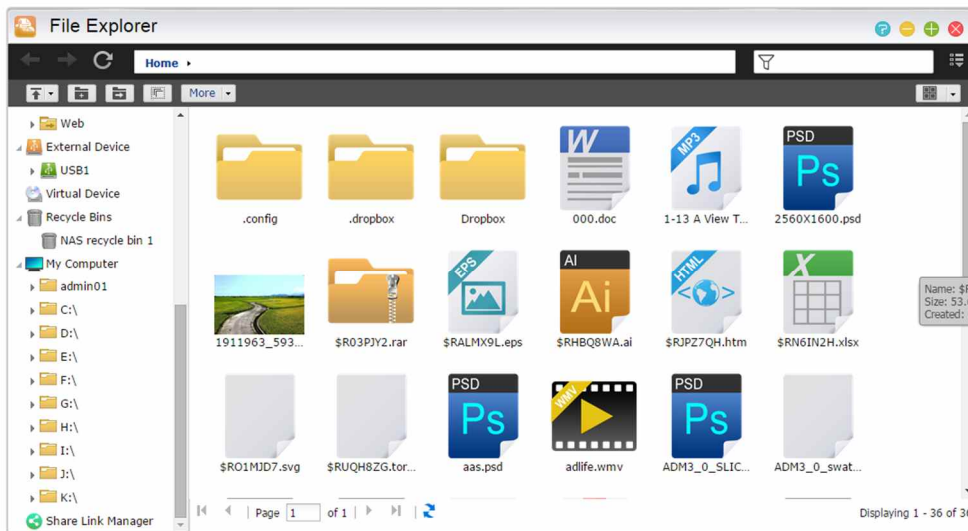 File Explorer
Home
More
Web
External Device
USB1
Virtual Device
Recycle Bins
NAS recycle bin 1
My Computer
admin01
C:\
D:\
E:\
F:\
G:\
H:\
I:\
J:\
K:\
Share Link Manager
W
MP3
PSD
Ps
.config
.dropbox
Dropbox
000.doc
1-13 A View T...
2560X1600.psd
EPS
AI
Ai
HTML
X
1911963_593...
$R03PJY2.rar
$RALMX9L.eps
$RHBQ8WA.ai
$RJPZ7QH.htm
$RN6IN2H.xlsx
Name: $R
Size: 53.
Created:
PSD
Ps
WMV
PSD
Ps
$RO1MJD7.svg
$RUQH8ZG.tor...
aas.psd
adlife.wmv
ADM3_0_SLIC...
ADM3_0_swat...
Page 1 of 1
Displaying 1 - 36 of 36